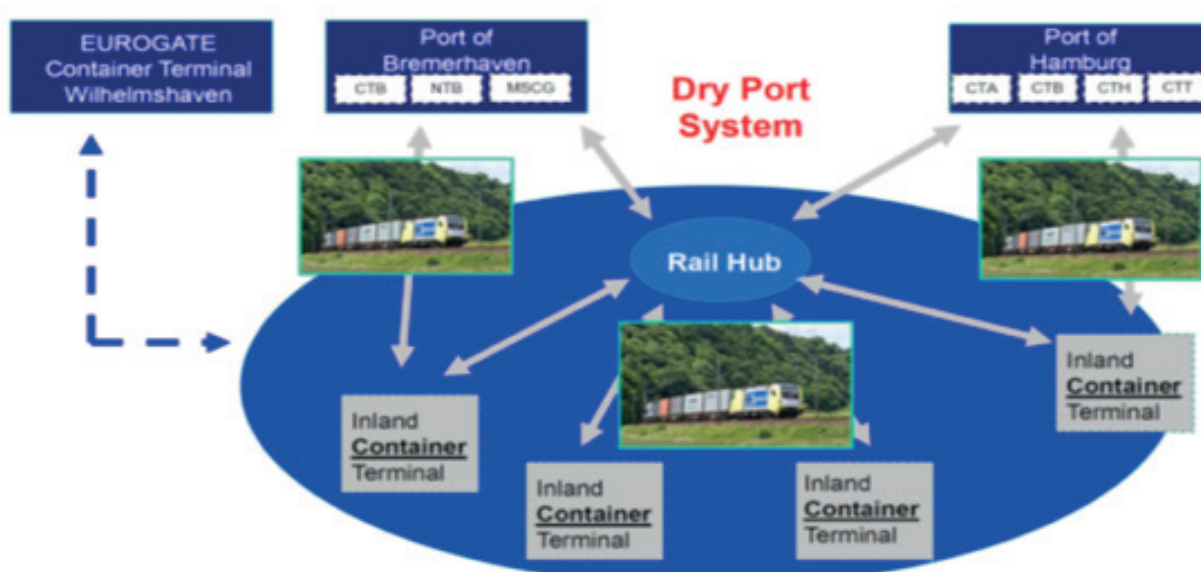 EUROGATE
Container Terminal
Wilhelmshaven
Port of
Bremerhaven
CTB
NTB
MSCG
Port of
Hamburg
CTA
CTB
CTH
CTT
Dry Port
System
Rail Hub
Inland
Container
Terminal
Inland
Container
Terminal
Inland
Container
Terminal
Inland
Container
Terminal